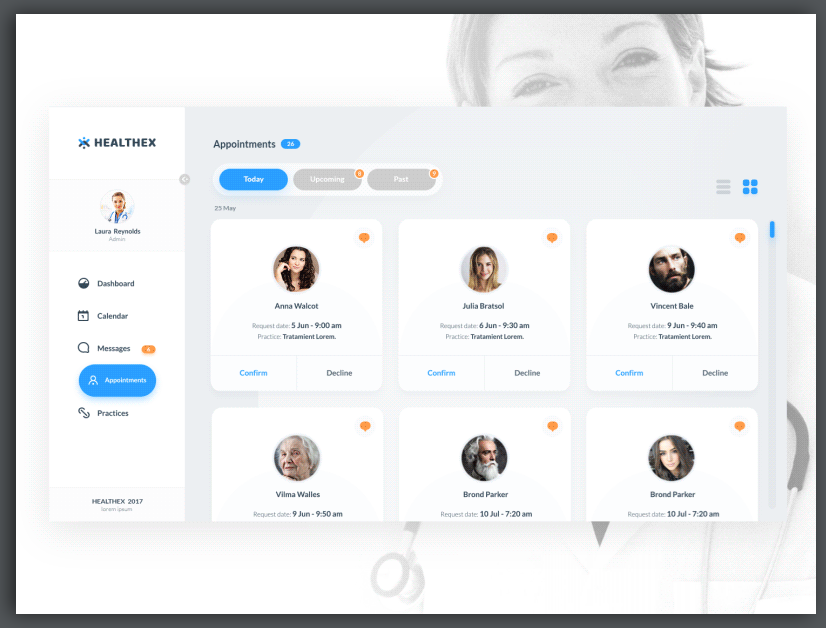 HEALTHEX
Laura Reynolds
Admin
Dashboard
Calendar
Messages
Appointments
Practices
HEALTHEX 2017
lorem ipsum
Appointments 26
Today Upcoming Past
25 May
Anna Walcot
Request date: 5 Jun - 9:00 am
Practice: Tratamient Lorem.
Confirm Decline
Julia Bratsol
Request date: 6 Jun - 9:30 am
Practice: Tratamient Lorem.
Confirm Decline
Vincent Bale
Request date: 9 Jun - 9:40 am
Practice: Tratamient Lorem.
Confirm Decline
Vilma Walles
Request date: 9 Jun - 9:50 am
Brond Parker
Request date: 10 Jul - 7:20 am
Brond Parker
Request date: 10 Jul - 7:20 am